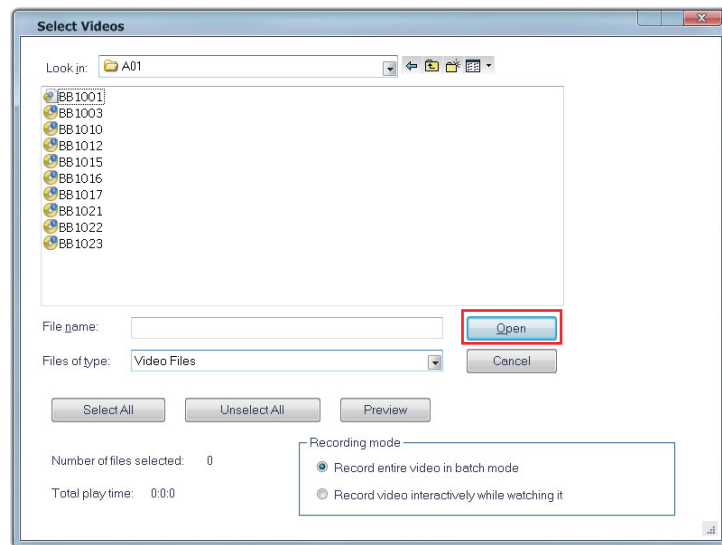 Select Videos
Look in: A01
BB1001
BB1003
BB1010
BB1012
BB1015
BB1016
BB1017
BB1021
BB1022
BB1023
File name:
Open
Files of type: Video Files
Cancel
Select All Unselect All Preview
Number of files selected: 0
Total play time: 0:0:0
Recording mode
Record entire video in batch mode
Record video interactively while watching it